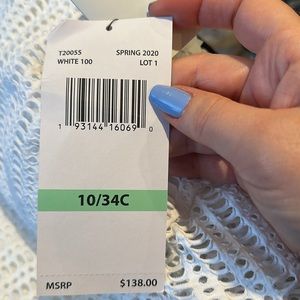 T20055 SPRING 2020
WHITE 100 LOT 1
1 93144 16069 0
10/34C
MSRP $138.00